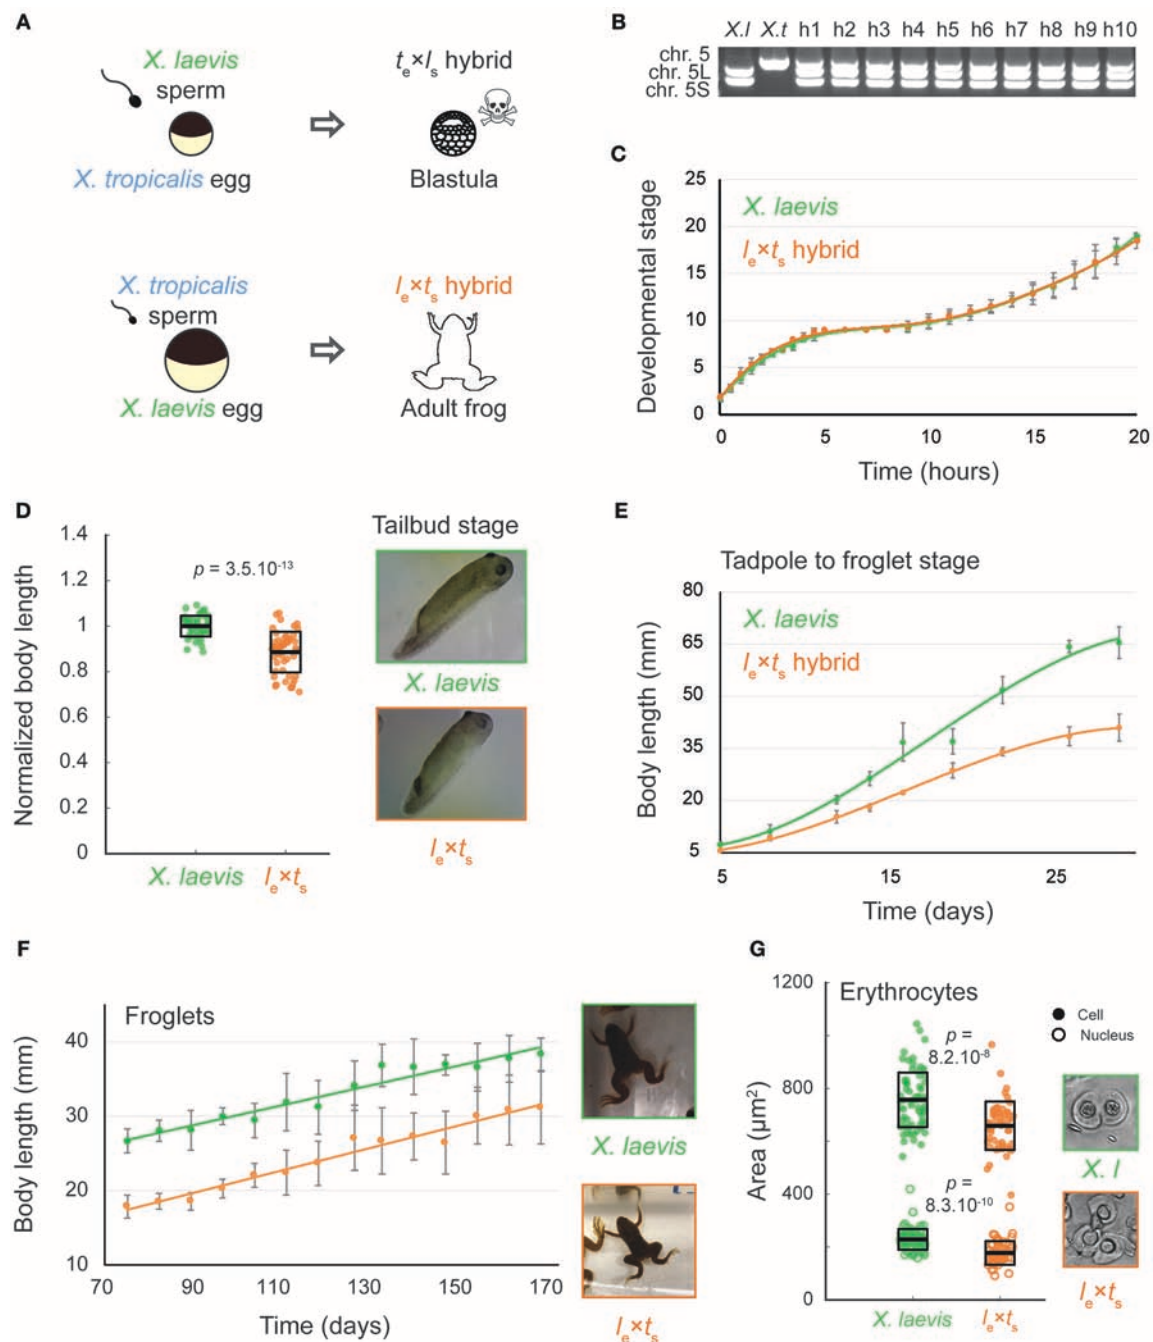 A
X. laevis
sperm
X. tropicalis egg
te×ls hybrid
Blastula
X. tropicalis
sperm
X. laevis egg
le×ts hybrid
Adult frog
B
X.l X.t h1 h2 h3 h4 h5 h6 h7 h8 h9 h10
chr. 5
chr. 5L
chr. 5S
C
Developmental stage
25
20
15
10
5
0
X. laevis
le×ts hybrid
0 5 10 15 20
Time (hours)
D
Normalized body length
1.4
1.2
1
0.8
0.6
0.4
0.2
0
p = 3.5.10-13
X. laevis le×ts
Tailbud stage
X. laevis
le×ts
E
Tadpole to froglet stage
Body length (mm)
80
65
50
35
20
5
X. laevis
le×ts hybrid
5 15 25
Time (days)
F
Froglets
Body length (mm)
40
30
20
10
70 90 110 130 150 170
Time (days)
X. laevis
le×ts
G
Erythrocytes
Area (µm2)
1200
800
400
0
p =
8.2.10-8
p =
8.3.10-10
Cell
Nucleus
X. laevis le×ts
X. l
le×ts